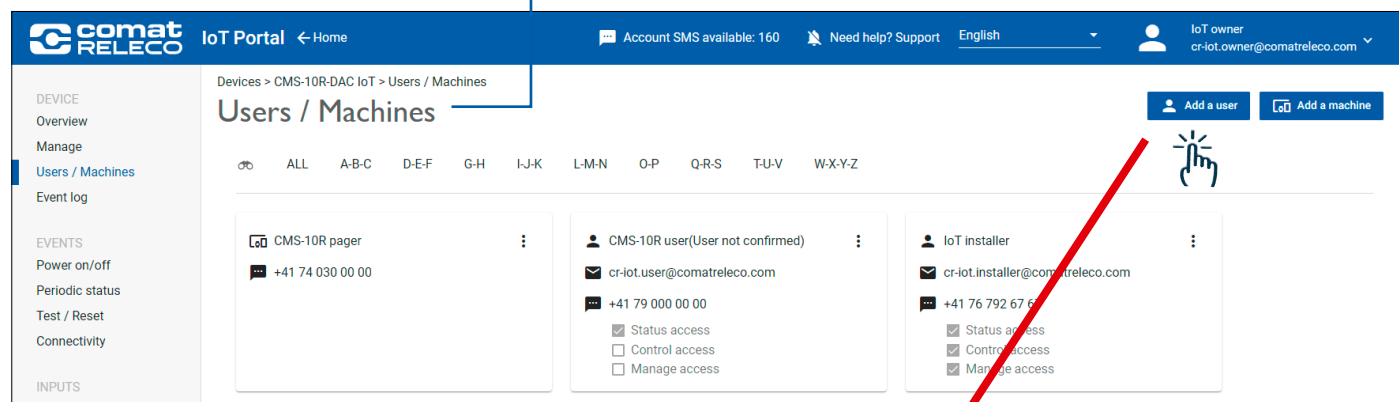 comat RELECO IoT Portal ← Home Account SMS available: 160 Need help? Support English IoT owner
cr-iot.owner@comatreleco.com
Devices > CMS-10R-DAC IoT > Users / Machines
Users / Machines
Add a user Add a machine
DEVICE
Overview
Manage
Users / Machines
Event log
EVENTS
Power on/off
Periodic status
Test / Reset
Connectivity
INPUTS
ALL A-B-C D-E-F G-H I-J-K L-M-N O-P Q-R-S T-U-V W-X-Y-Z
CMS-10R pager
+41 74 030 00 00
CMS-10R user(User not confirmed)
cr-iot.user@comatreleco.com
+41 79 000 00 00
Status access
Control access
Manage access
IoT installer
cr-iot.installer@comatreleco.com
+41 76 792 67
Status access
Control access
Manage access